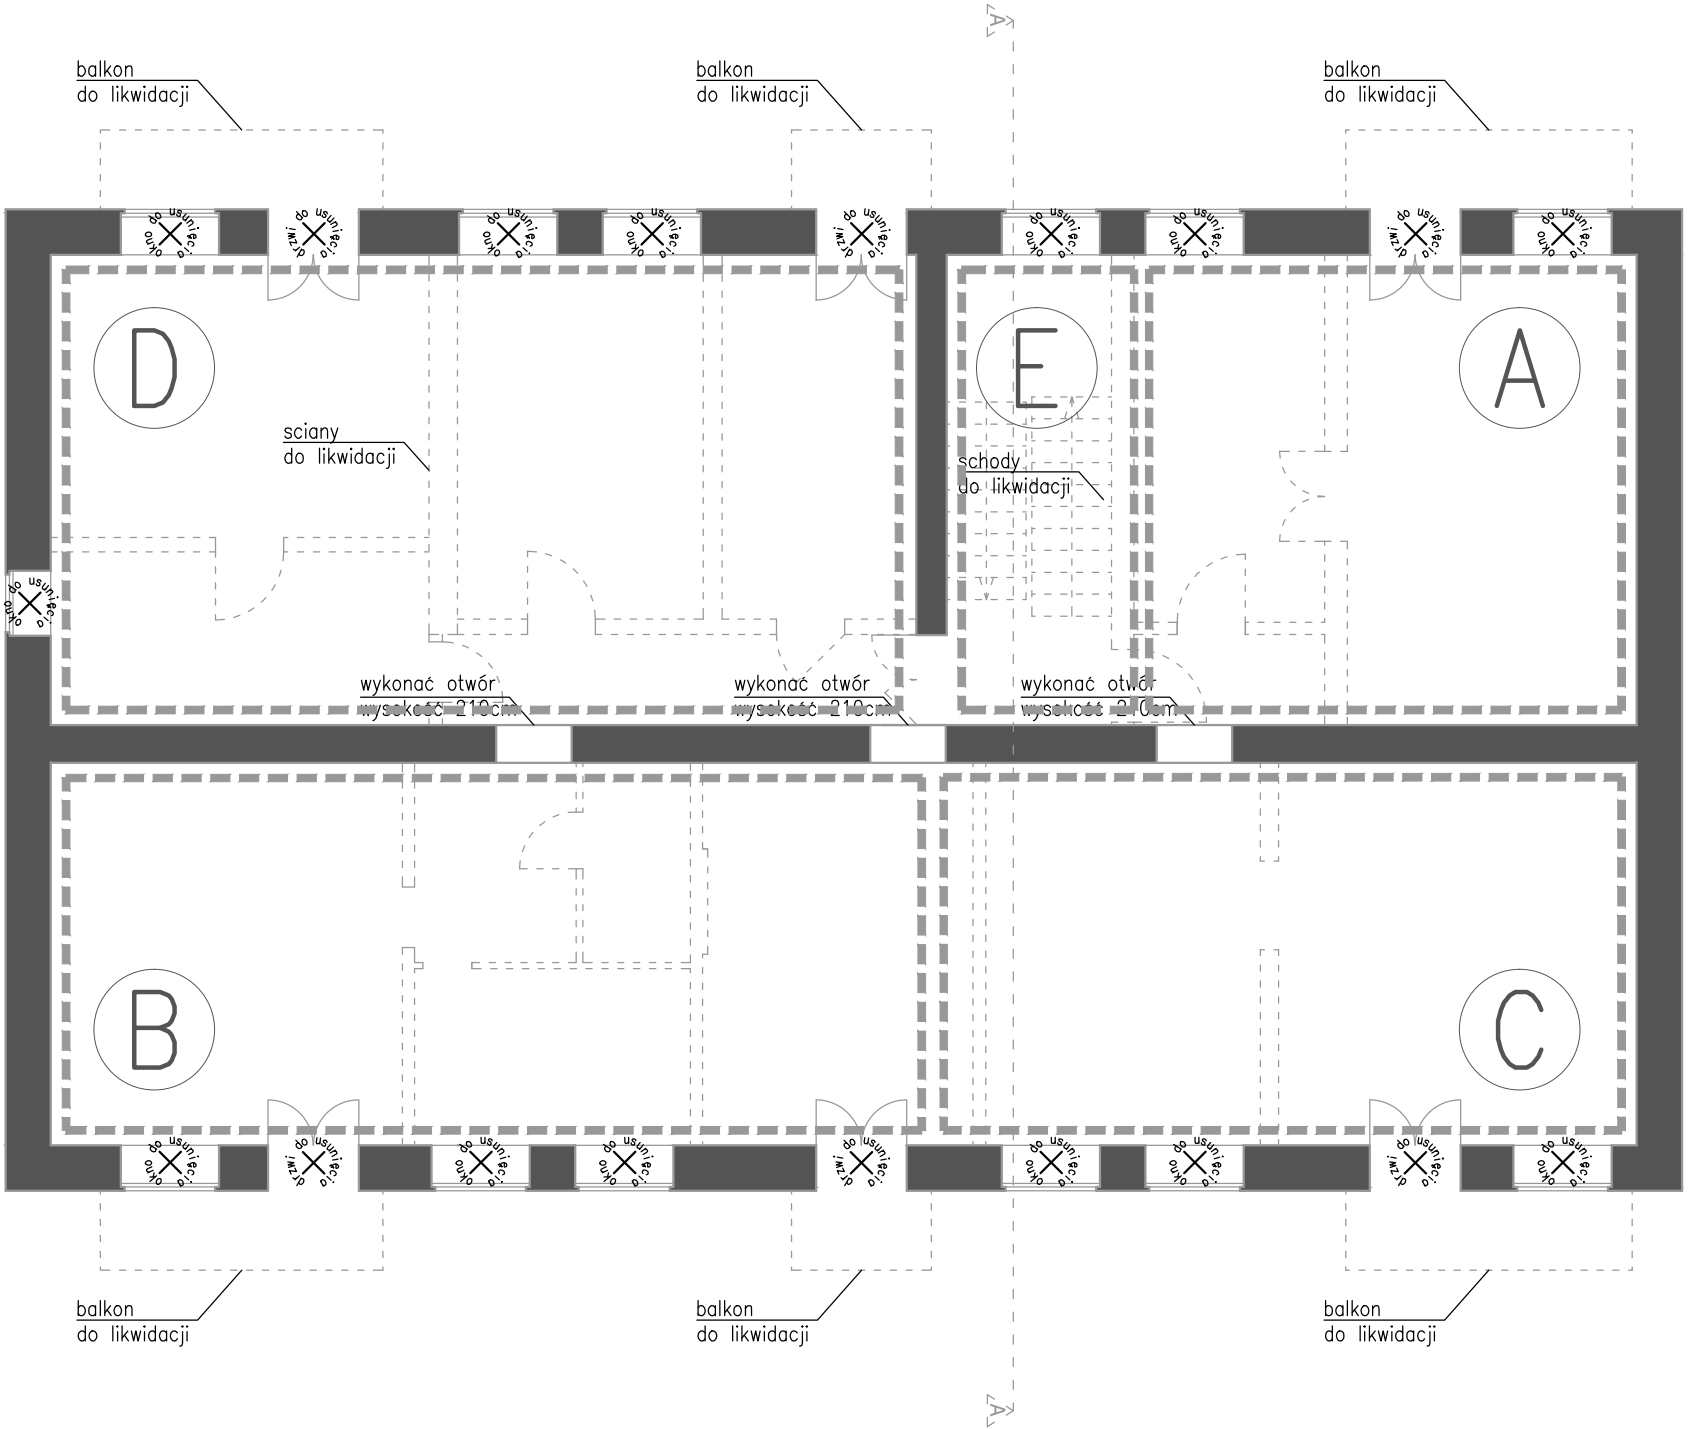 A
balkon
do likwidacji
balkon
do likwidacji
balkon
do likwidacji
okno do usunięcia
drzwi do usunięcia
okno do usunięcia
okno do usunięcia
drzwi do usunięcia
okno do usunięcia
okno do usunięcia
drzwi do usunięcia
okno do usunięcia
D
E
A
sciany
do likwidacji
schody
do likwidacji
okno do usunięcia
wykonać otwór
wysokość 210cm
wykonać otwór
wysokość 210cm
wykonać otwór
wysokość 210cm
B
C
okno do usunięcia
drzwi do usunięcia
okno do usunięcia
okno do usunięcia
drzwi do usunięcia
okno do usunięcia
okno do usunięcia
drzwi do usunięcia
okno do usunięcia
balkon
do likwidacji
balkon
do likwidacji
balkon
do likwidacji
A